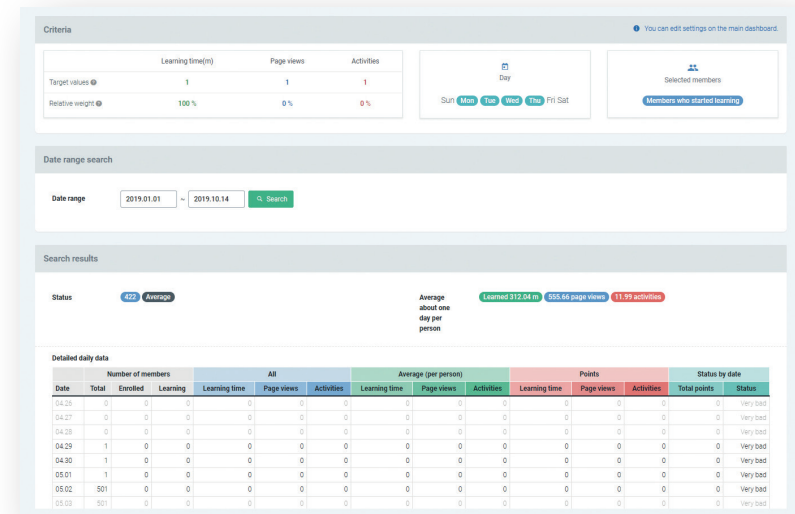 Criteria
You can edit settings on the main dashboard.
Learning time(m) Page views Activities
Target values 1 1 1
Relative weight 100 % 0 % 0 %
Day
Sun Mon Tue Wed Thu Fri Sat
Selected members
Members who started learning
Date range search
Date range 2019.01.01 ~ 2019.10.14 Search
Search results
Status 422 Average
Average about one day per person
Learned 312.04 m 555.66 page views 11.99 activities
Detailed daily data
Number of members All Average (per person) Points Status by date
Date Total Enrolled Learning Learning time Page views Activities Learning time Page views Activities Learning time Page views Activities Total points Status
04.26 0 0 0 0 0 0 0 0 0 0 0 0 0 Very bad
04.27 0 0 0 0 0 0 0 0 0 0 0 0 0 Very bad
04.28 0 0 0 0 0 0 0 0 0 0 0 0 0 Very bad
04.29 1 0 0 0 0 0 0 0 0 0 0 0 0 Very bad
04.30 1 0 0 0 0 0 0 0 0 0 0 0 0 Very bad
05.01 1 0 0 0 0 0 0 0 0 0 0 0 0 Very bad
05.02 501 0 0 0 0 0 0 0 0 0 0 0 0 Very bad
05.03 501 0 0 0 0 0 0 0 0 0 0 0 0 Very bad